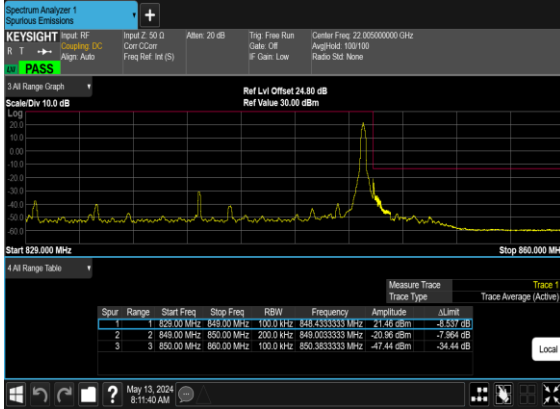 Spectrum Analyzer 1
Spurious Emissions
+
KEYSIGHT Input: RF Input Z: 50 Ω Atten: 20 dB Trig: Free Run Center Freq: 22.005000000 GHz
R T Coupling: DC Corr CCorr Gate: Off Avg|Hold: 100/100
Align: Auto Freq Ref: Int (S) IF Gain: Low Radio Std: None
PASS
3 All Range Graph
Ref Lvl Offset 24.80 dB
Scale/Div 10.0 dB Ref Value 30.00 dBm
Log
20.0
10.0
0.00
-10.0
-20.0
-30.0
-40.0
-50.0
-60.0
Start 829.000 MHz Stop 860.000 MH
4 All Range Table
Measure Trace Trace 1
Trace Type Trace Average (Active)
Spur Range Start Freq Stop Freq RBW Frequency Amplitude ΔLimit
1 1 829.00 MHz 849.00 MHz 100.0 kHz 848.4333333 MHz 21.46 dBm -8.537 dB
2 2 849.00 MHz 850.00 MHz 200.0 kHz 849.0033333 MHz -20.96 dBm -7.964 dB
3 3 850.00 MHz 860.00 MHz 100.0 kHz 850.3833333 MHz -47.44 dBm -34.44 dB
Local
?
May 13, 2024
8:11:40 AM